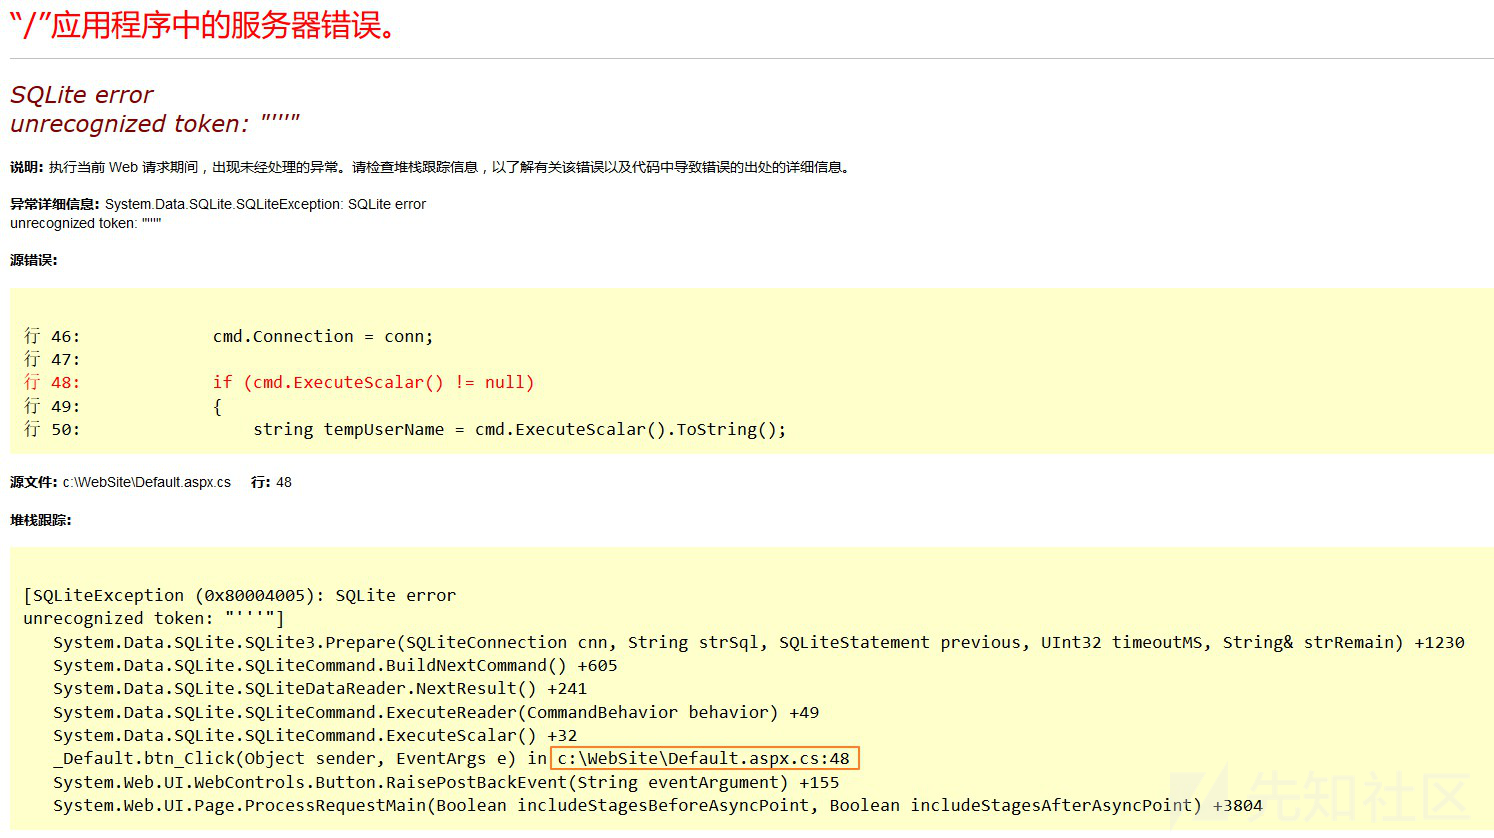 “/”应用程序中的服务器错误。
SQLite error
unrecognized token: "'''"
说明: 执行当前 Web 请求期间，出现未经处理的异常。请检查堆栈跟踪信息，以了解有关该错误以及代码中导致错误的出处的详细信息。
异常详细信息: System.Data.SQLite.SQLiteException: SQLite error
unrecognized token: "'''"
源错误:
行 46:             cmd.Connection = conn;
行 47:
行 48:             if (cmd.ExecuteScalar() != null)
行 49:             {
行 50:                 string tempUserName = cmd.ExecuteScalar().ToString();
源文件: c:\WebSite\Default.aspx.cs    行: 48
堆栈跟踪:
[SQLiteException (0x80004005): SQLite error
unrecognized token: "'''"]
   System.Data.SQLite.SQLite3.Prepare(SQLiteConnection cnn, String strSql, SQLiteStatement previous, UInt32 timeoutMS, String& strRemain) +1230
   System.Data.SQLite.SQLiteCommand.BuildNextCommand() +605
   System.Data.SQLite.SQLiteDataReader.NextResult() +241
   System.Data.SQLite.SQLiteCommand.ExecuteReader(CommandBehavior behavior) +49
   System.Data.SQLite.SQLiteCommand.ExecuteScalar() +32
   _Default.btn_Click(Object sender, EventArgs e) in c:\WebSite\Default.aspx.cs:48
   System.Web.UI.WebControls.Button.RaisePostBackEvent(String eventArgument) +155
   System.Web.UI.Page.ProcessRequestMain(Boolean includeStagesBeforeAsyncPoint, Boolean includeStagesAfterAsyncPoint) +3804
先知社区